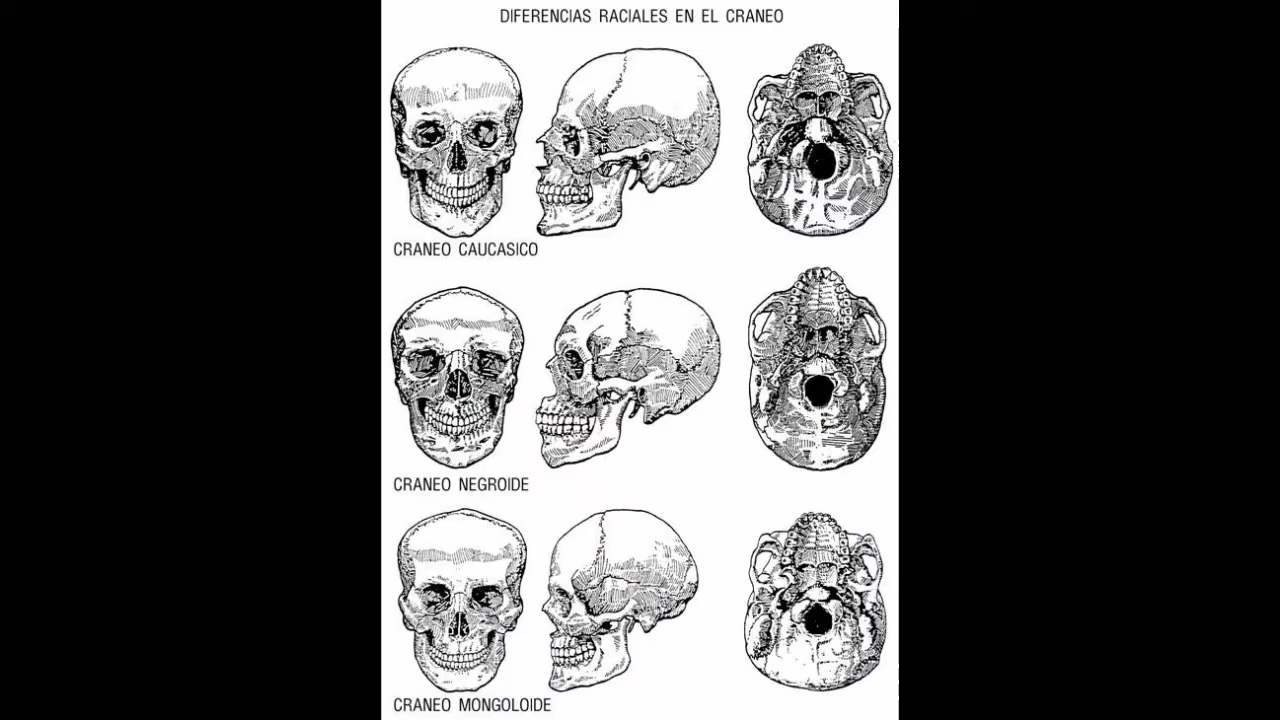 DIFERENCIAS RACIALES EN EL CRANEO
CRANEO CAUCASICO
CRANEO NEGROIDE
CRANEO MONGOLOIDE